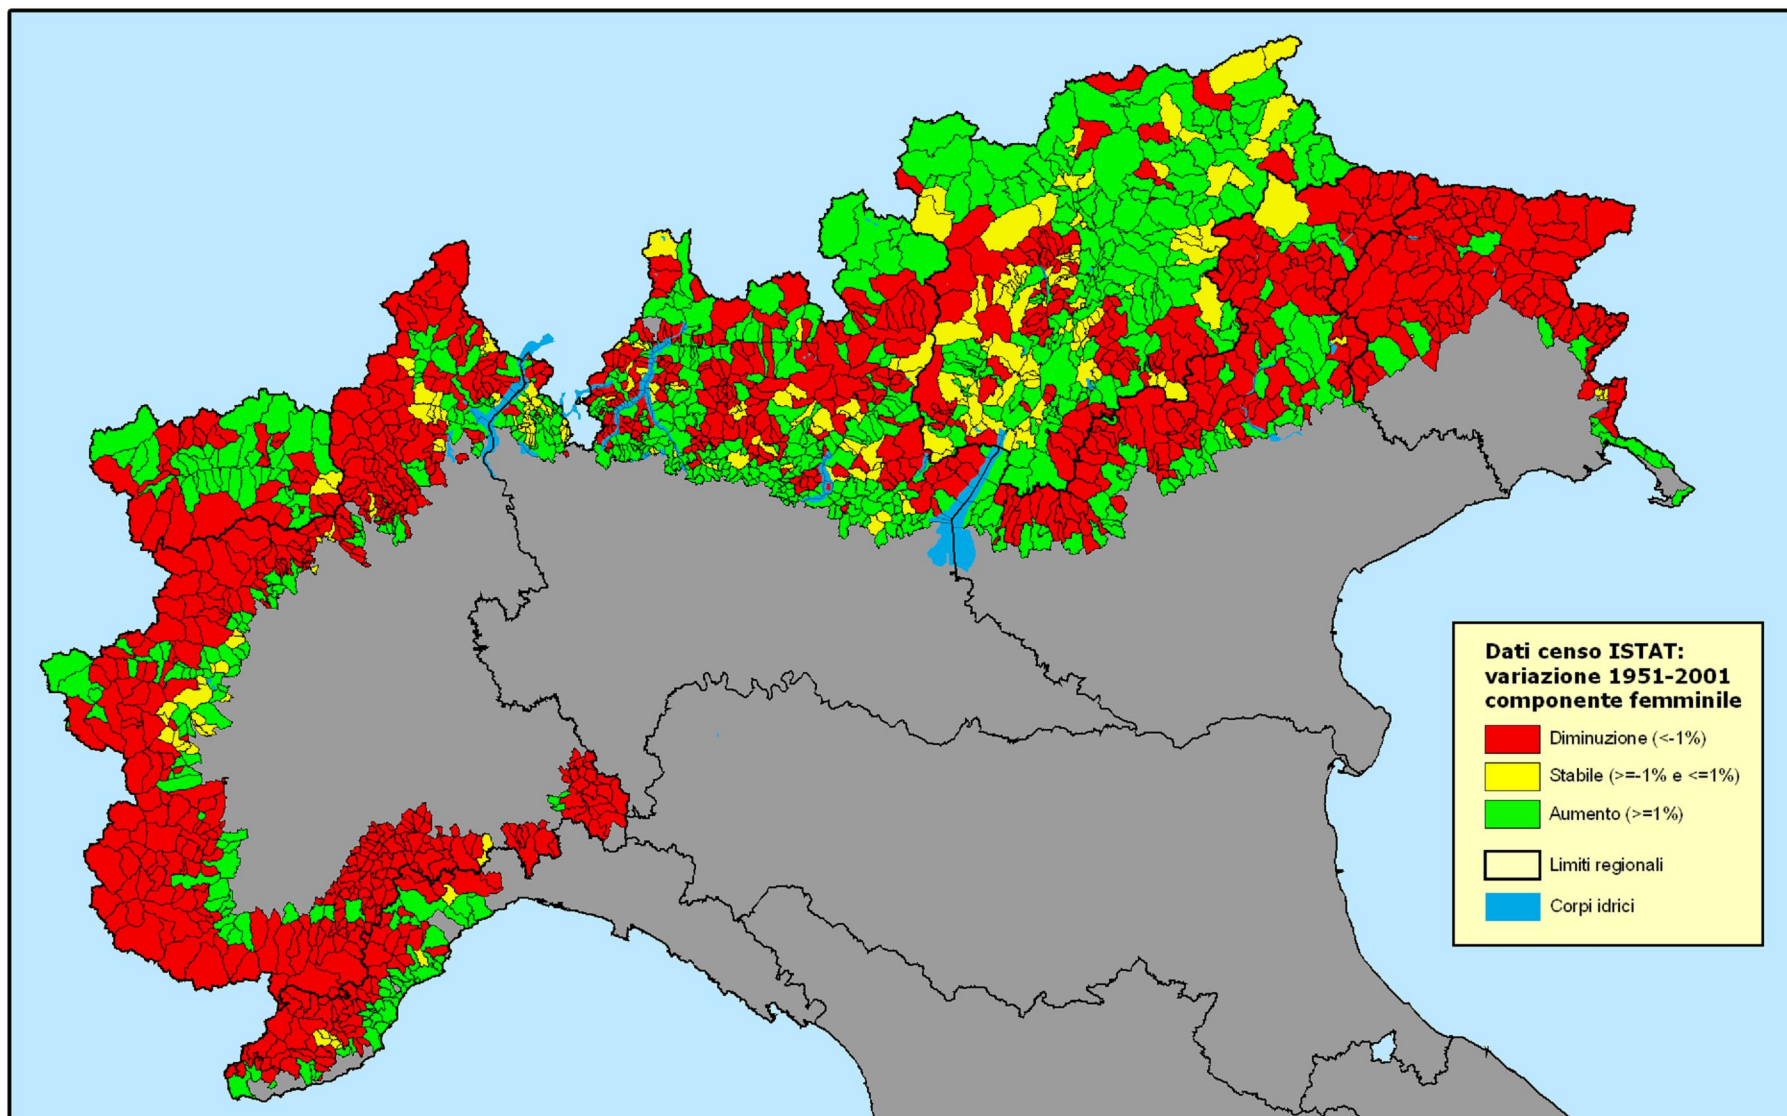 Dati censo ISTAT:
variazione 1951-2001
componente femminile
Diminuzione (<-1%)
Stabile (>=-1% e <=1%)
Aumento (>=1%)
Limiti regionali
Corpi idrici